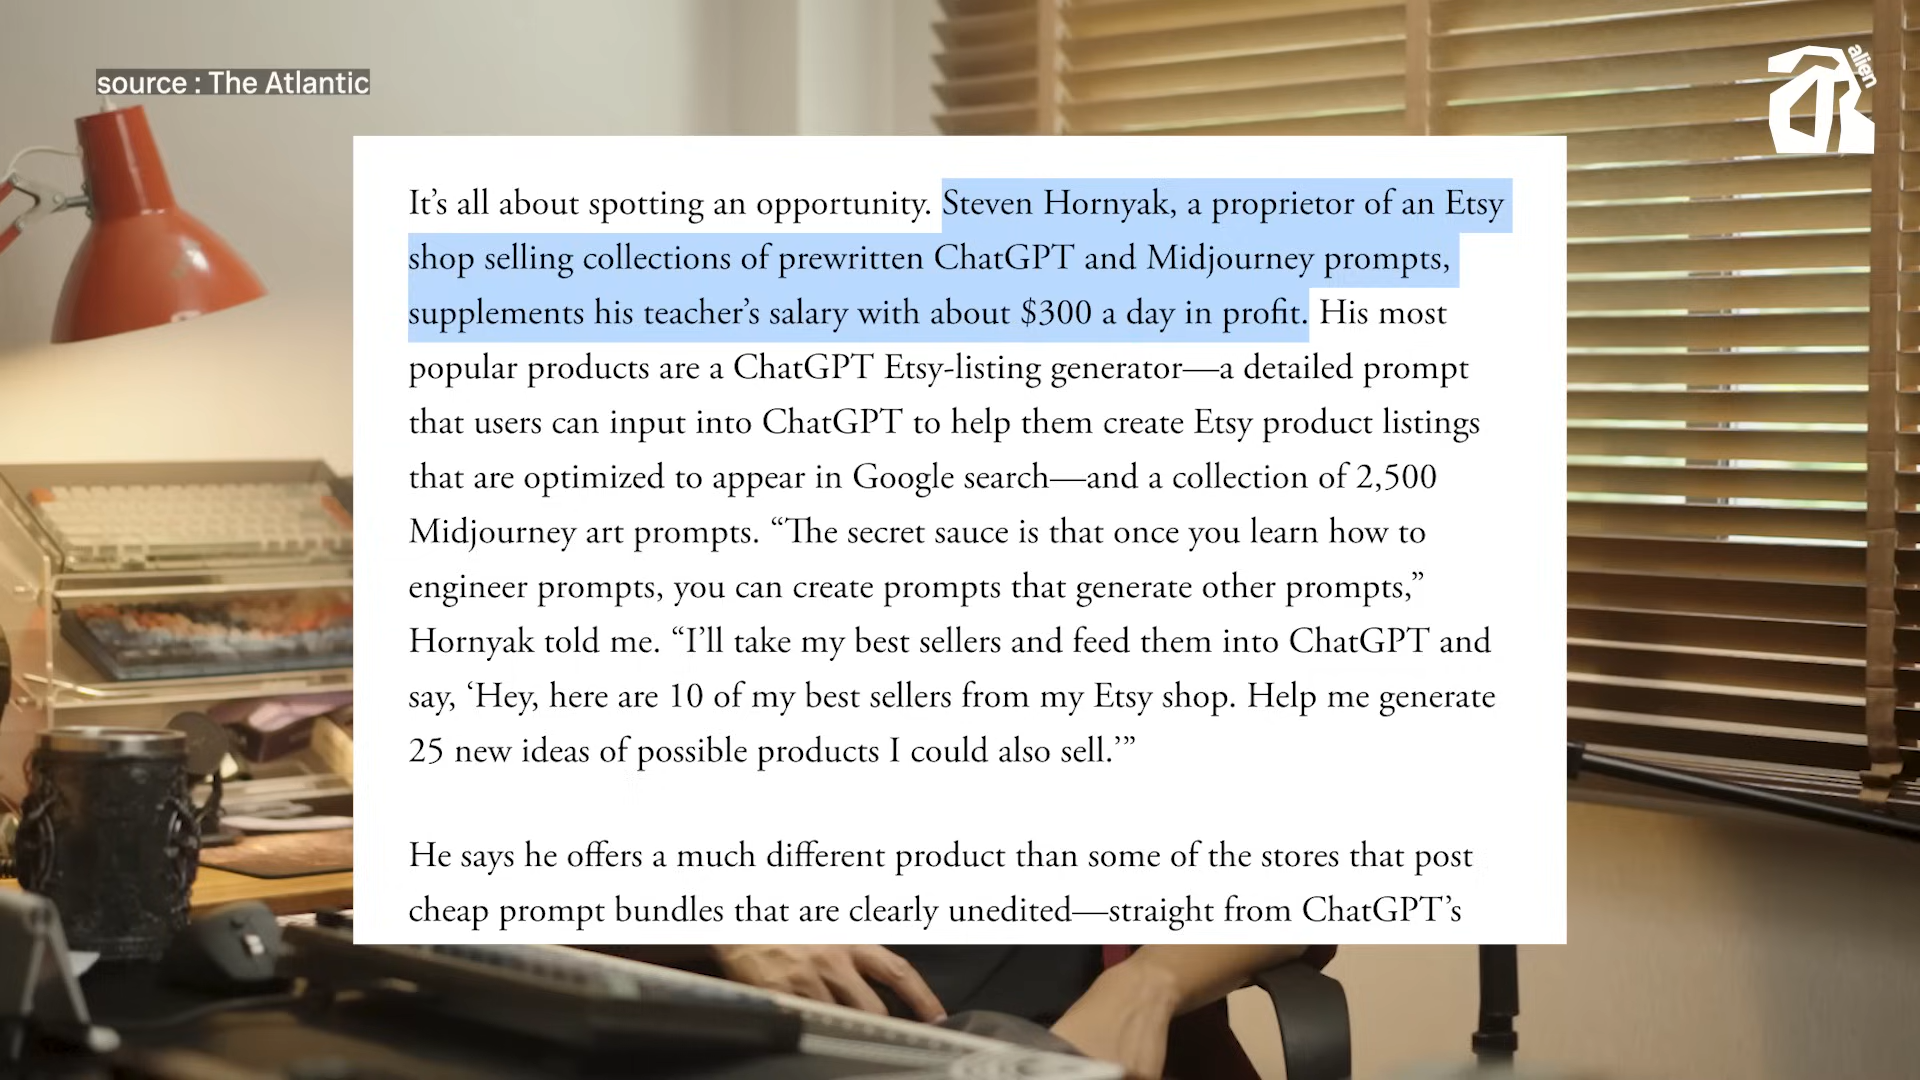 source : The Atlantic
alien
It’s all about spotting an opportunity. Steven Hornyak, a proprietor of an Etsy
shop selling collections of prewritten ChatGPT and Midjourney prompts,
supplements his teacher’s salary with about $300 a day in profit. His most
popular products are a ChatGPT Etsy-listing generator—a detailed prompt
that users can input into ChatGPT to help them create Etsy product listings
that are optimized to appear in Google search—and a collection of 2,500
Midjourney art prompts. “The secret sauce is that once you learn how to
engineer prompts, you can create prompts that generate other prompts,”
Hornyak told me. “I’ll take my best sellers and feed them into ChatGPT and
say, ‘Hey, here are 10 of my best sellers from my Etsy shop. Help me generate
25 new ideas of possible products I could also sell.’”
He says he offers a much different product than some of the stores that post
cheap prompt bundles that are clearly unedited—straight from ChatGPT’s